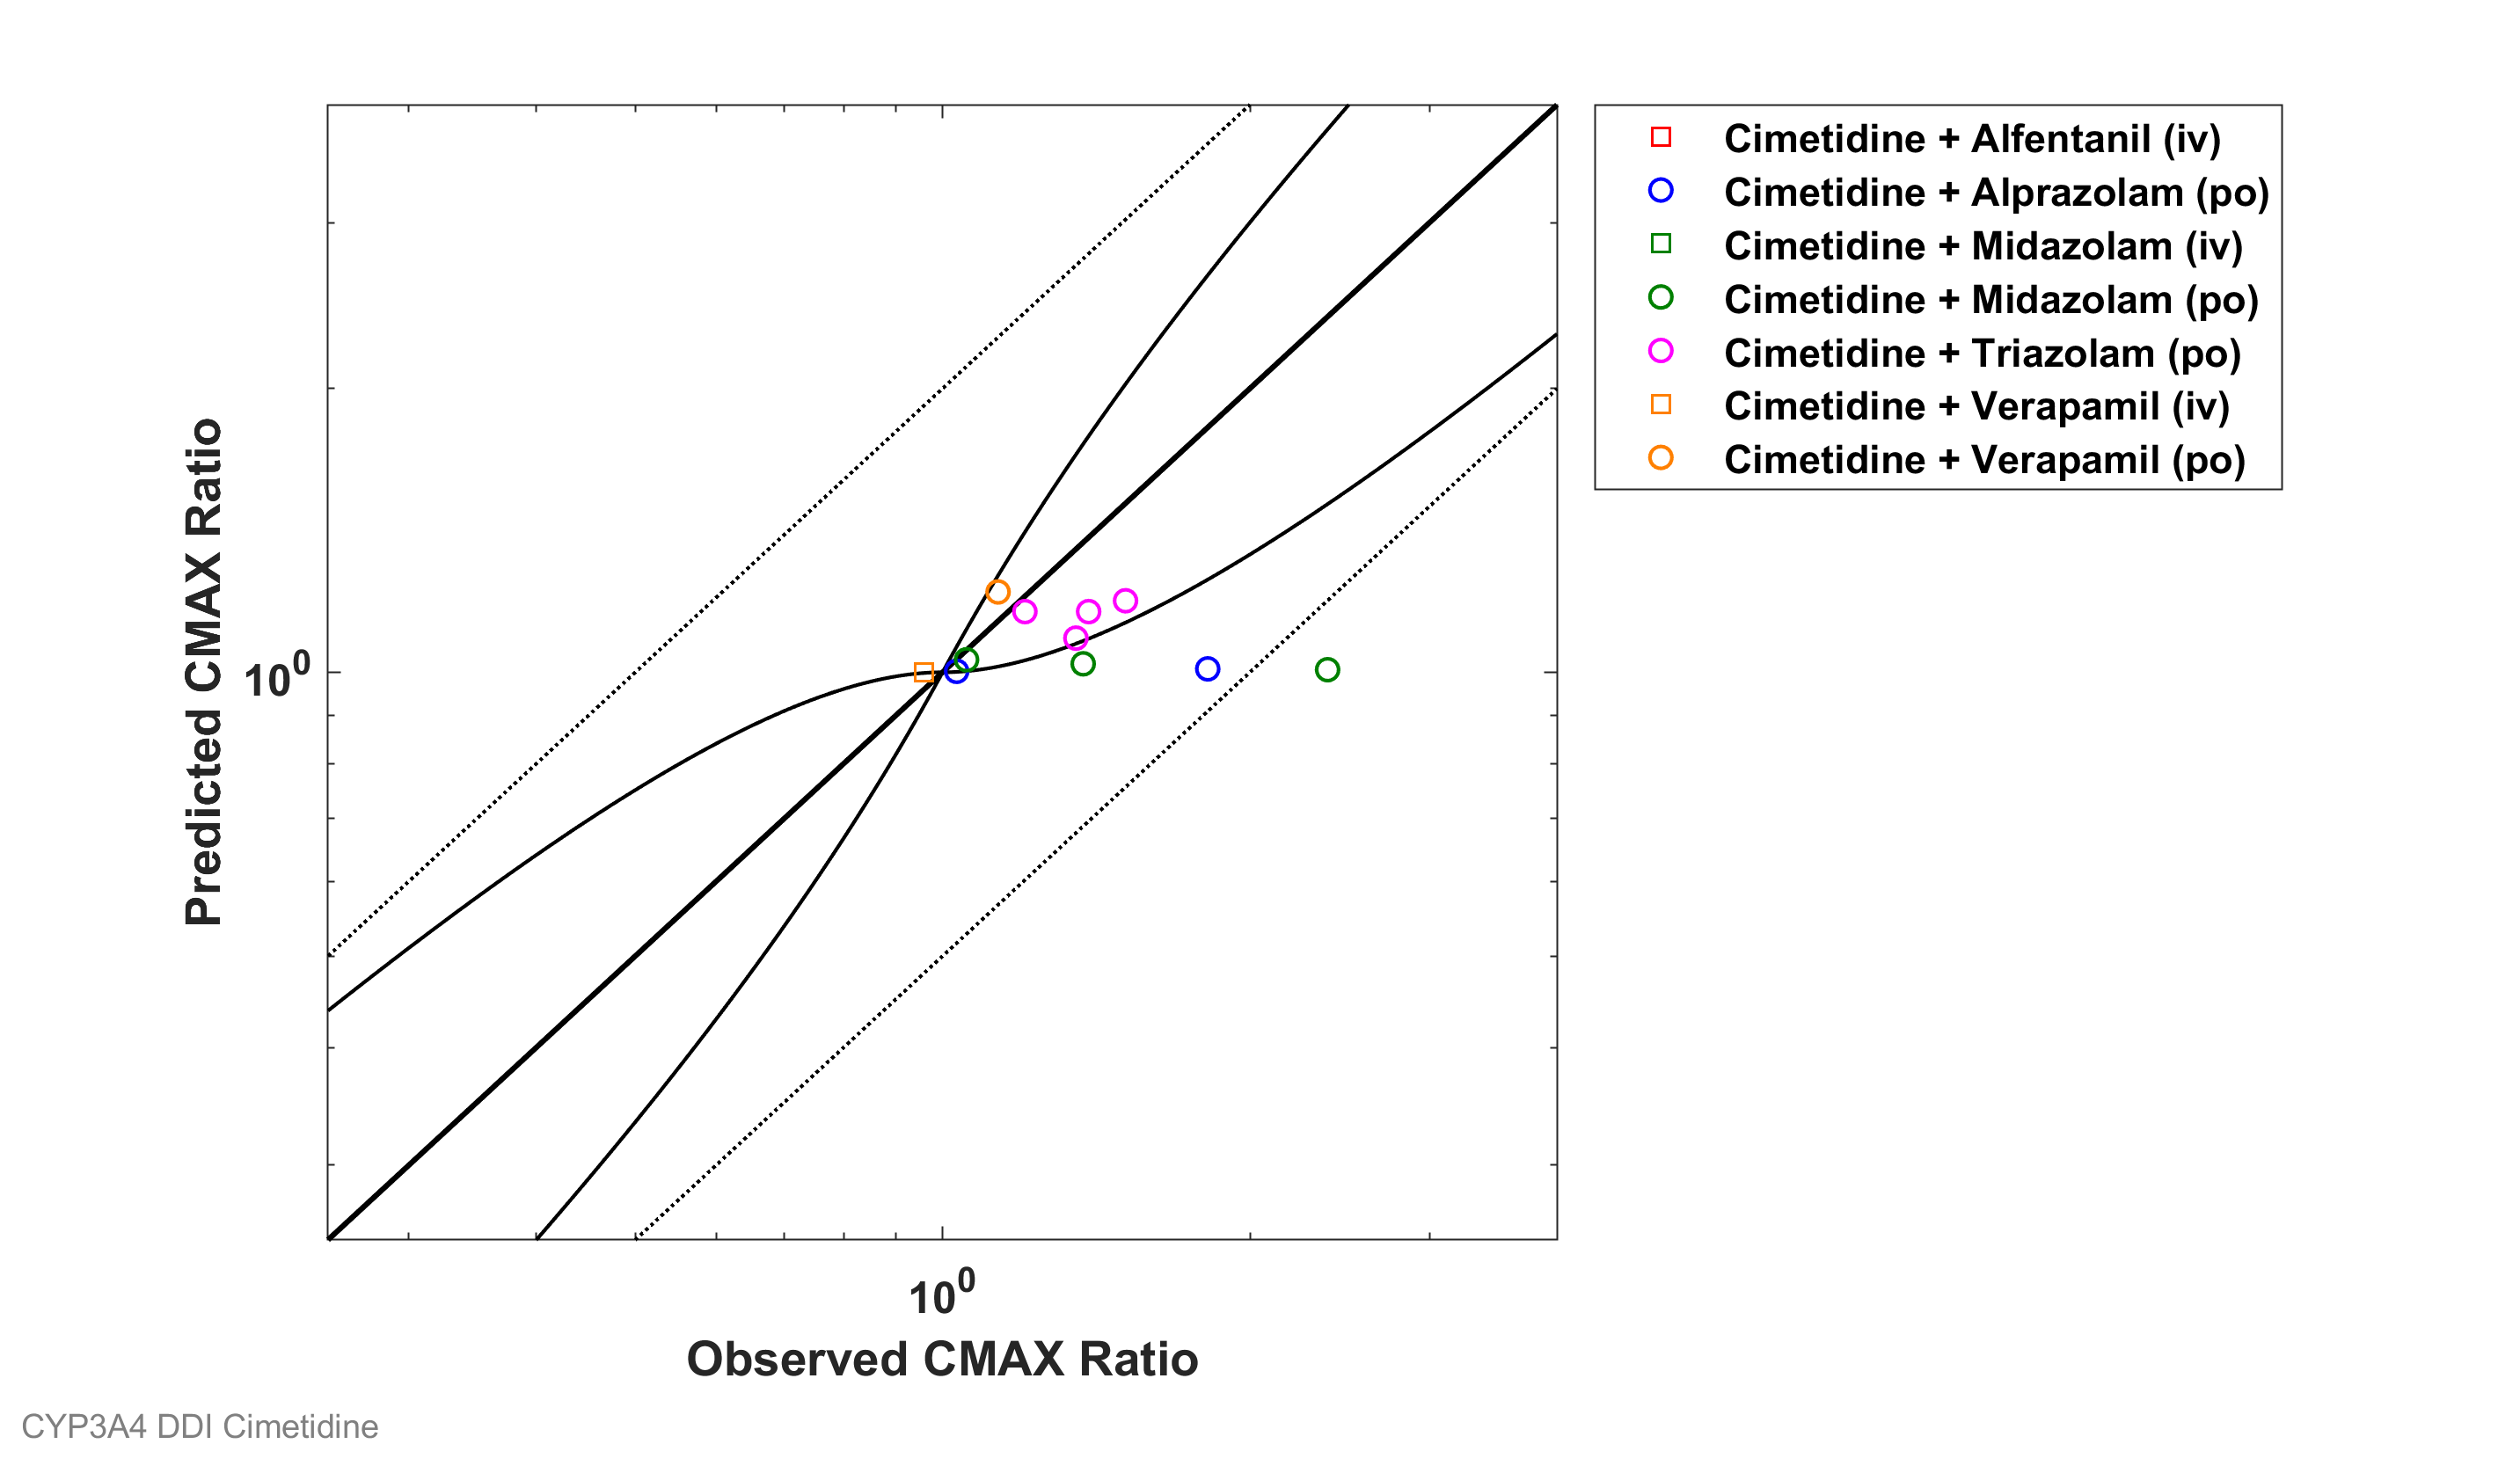 Cimetidine + Alfentanil (iv)
Cimetidine + Alprazolam (po)
Cimetidine + Midazolam (iv)
Cimetidine + Midazolam (po)
Cimetidine + Triazolam (po)
Cimetidine + Verapamil (iv)
Cimetidine + Verapamil (po)
Predicted CMAX Ratio
10⁰
10⁰
Observed CMAX Ratio
CYP3A4 DDI Cimetidine